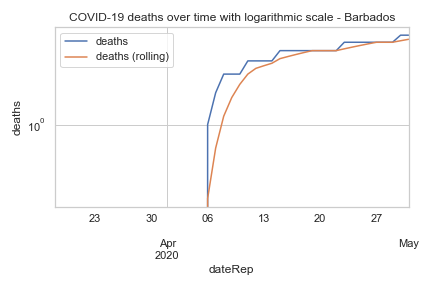 COVID-19 deaths over time with logarithmic scale - Barbados
deaths
deaths (rolling)
deaths
10⁰
23 30 06 13 20 27
Apr May
2020
dateRep